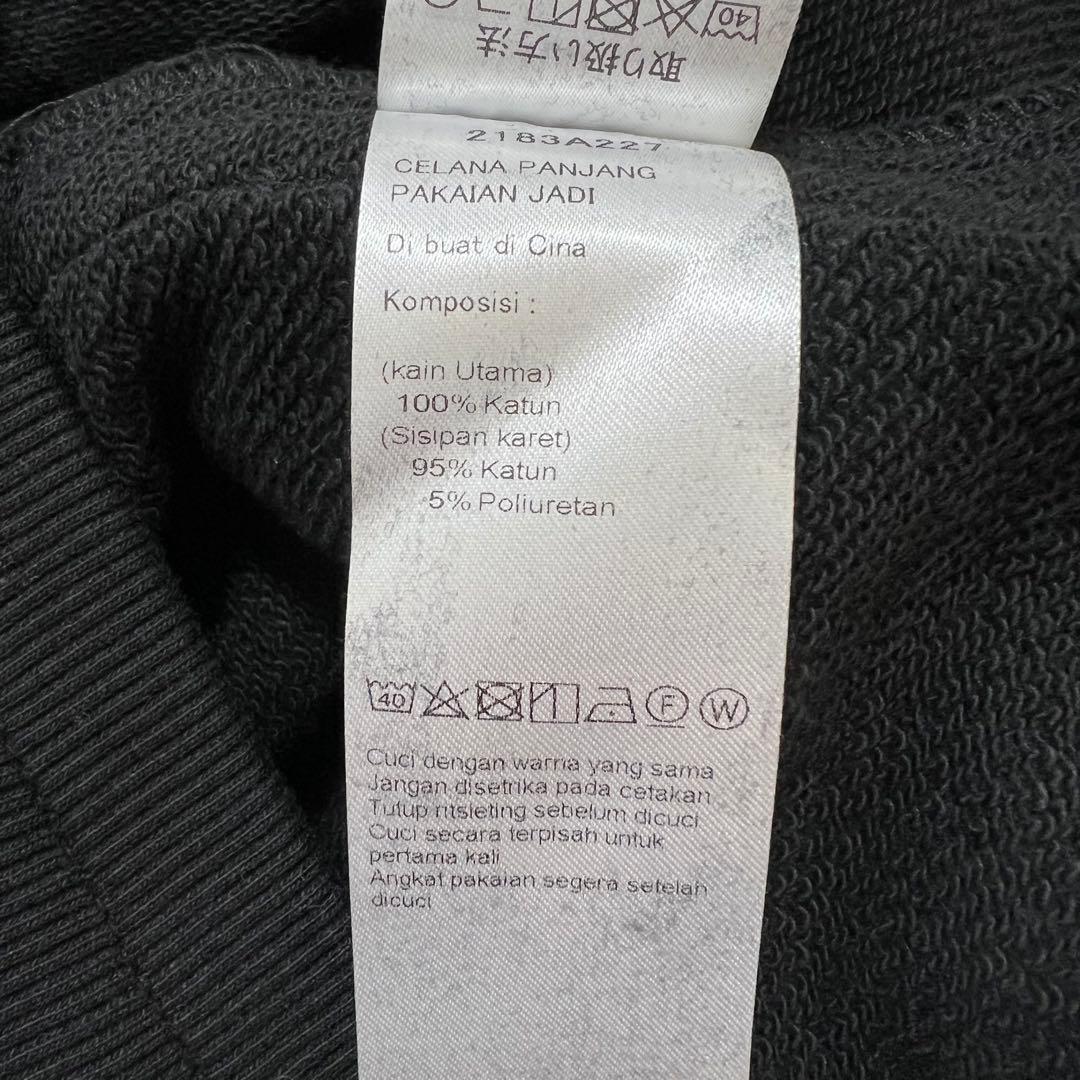 40
取り扱い方法
2183A227
CELANA PANJANG
PAKAIAN JADI
Di buat di Cina
Komposisi :
(kain Utama)
100% Katun
(Sisipan karet)
95% Katun
5% Poliuretan
40 F W
Cuci dengan warna yang sama
Jangan disetrika pada cetakan
Tutup ritsleting sebelum dicuci
Cuci secara terpisah untuk
pertama kali
Angkat pakaian segera setelah
dicuci